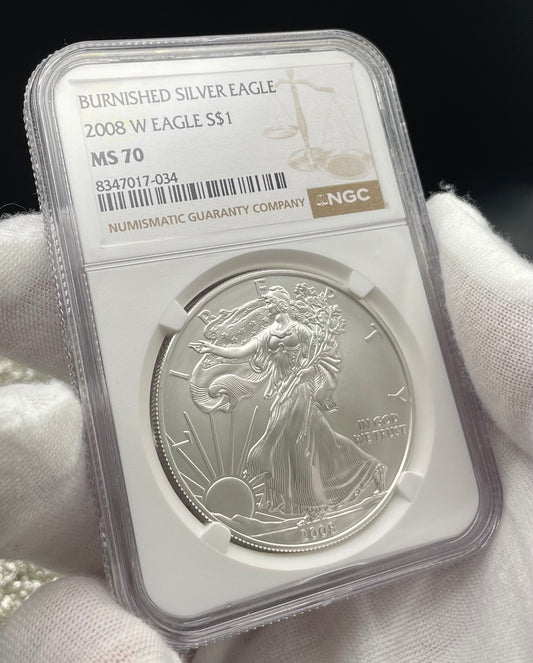 BURNISHED SILVER EAGLE
2008 W EAGLE S$1
MS 70
8347017-034
NUMISMATIC GUARANTY COMPANY
NGC
LIBERTY
IN GOD
WE TRUST
2008